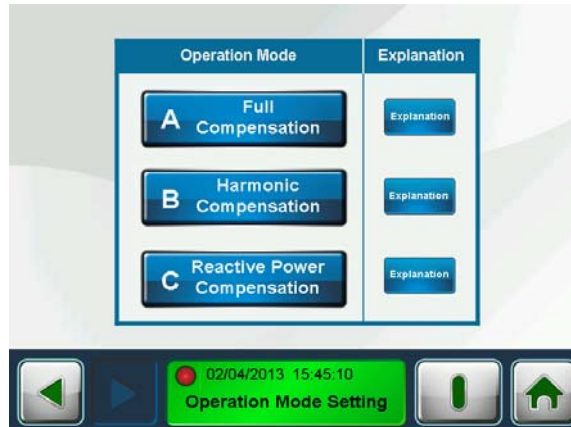 Operation Mode
Explanation
A
Full
Compensation
Explanation
B
Harmonic
Compensation
Explanation
C
Reactive Power
Compensation
Explanation
02/04/2013 15:45:10
Operation Mode Setting